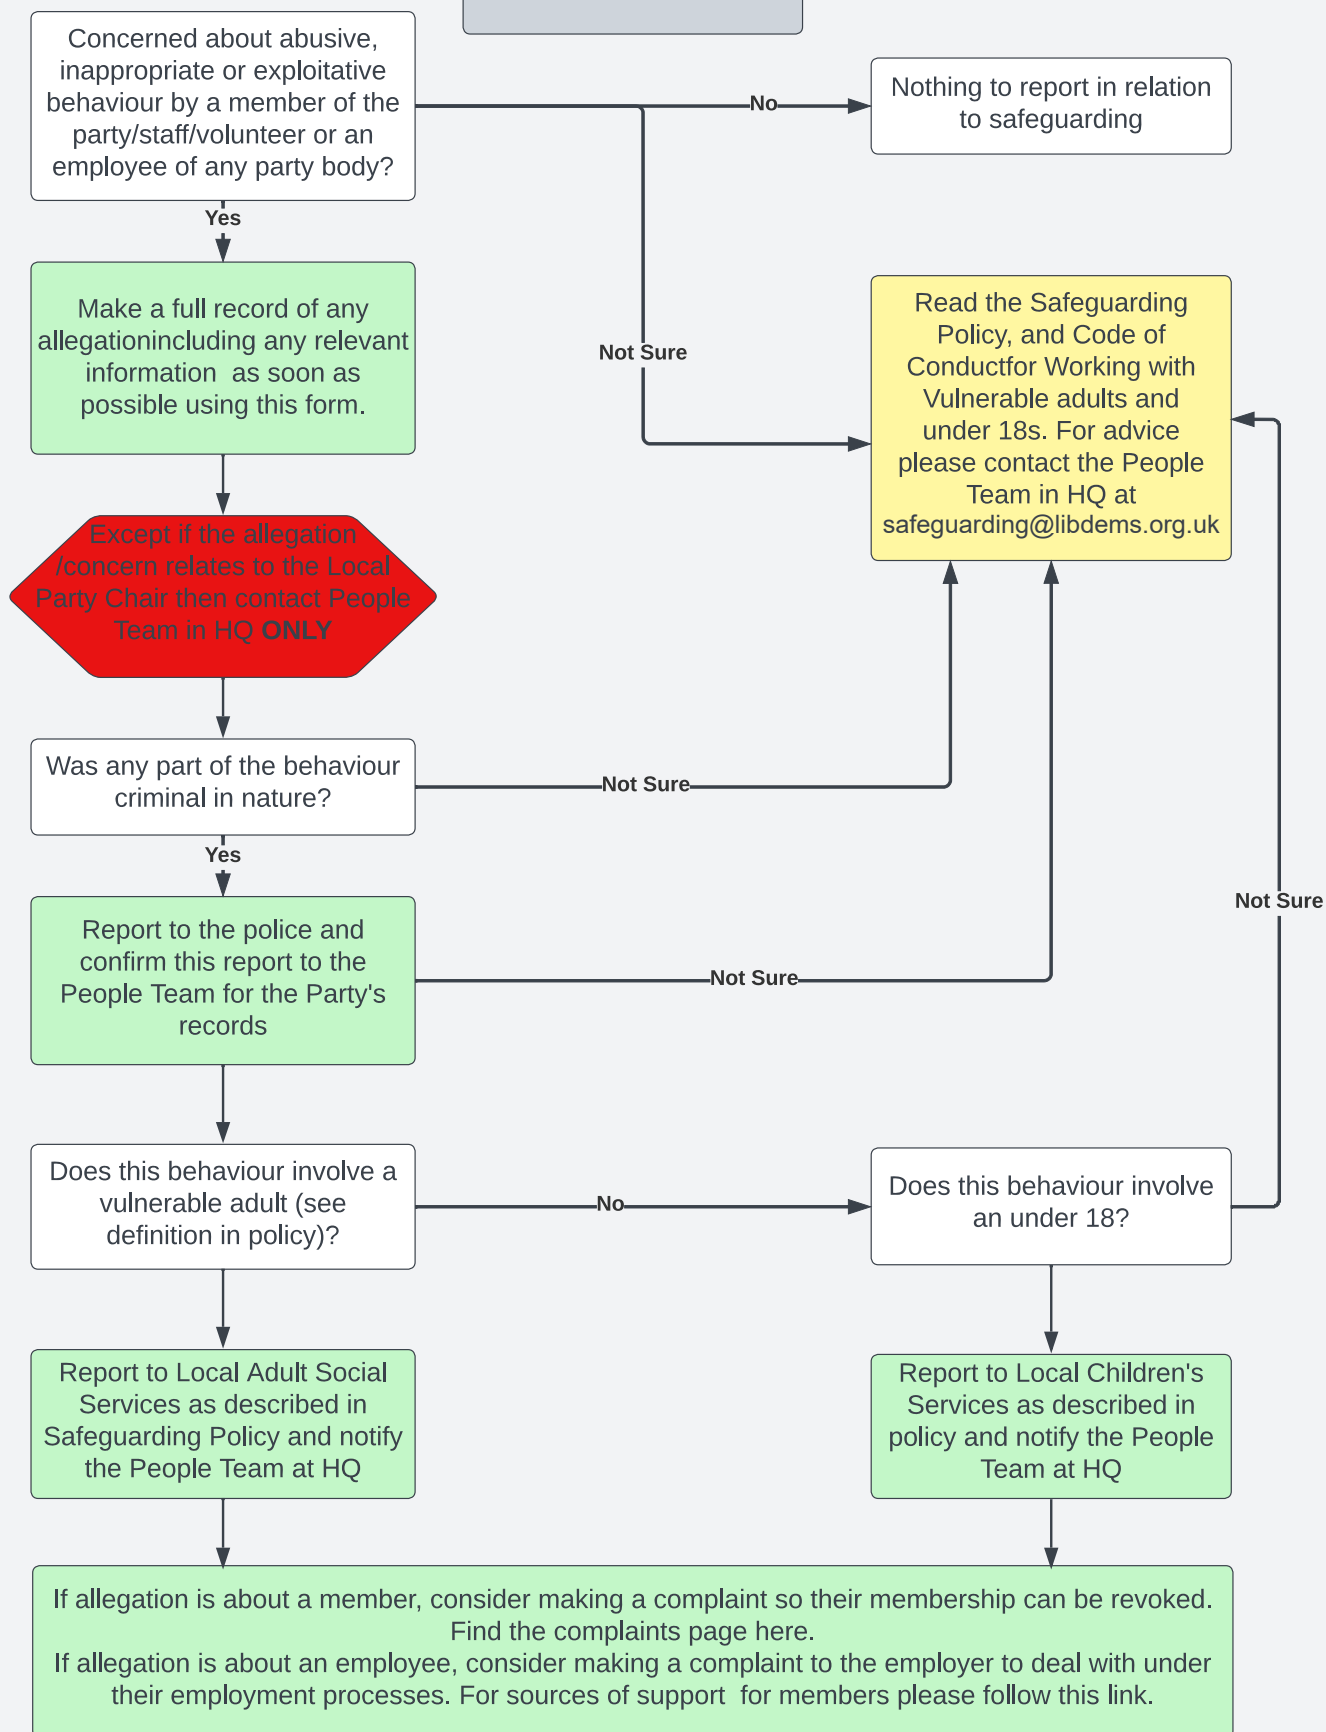 Concerned about abusive,
inappropriate or exploitative
behaviour by a member of the
party/staff/volunteer or an
employee of any party body?
No
Nothing to report in relation
to safeguarding
Yes
Make a full record of any
allegationincluding any relevant
information  as soon as
possible using this form.
Not Sure
Read the Safeguarding
Policy, and Code of
Conductfor Working with
Vulnerable adults and
under 18s. For advice
please contact the People
Team in HQ at
safeguarding@libdems.org.uk
Except if the allegation
/concern relates to the Local
Party Chair then contact People
Team in HQ ONLY
Was any part of the behaviour
criminal in nature?
Not Sure
Yes
Report to the police and
confirm this report to the
People Team for the Party's
records
Not Sure
Not Sure
Does this behaviour involve a
vulnerable adult (see
definition in policy)?
No
Does this behaviour involve
an under 18?
Report to Local Adult Social
Services as described in
Safeguarding Policy and notify
the People Team at HQ
Report to Local Children's
Services as described in
policy and notify the People
Team at HQ
If allegation is about a member, consider making a complaint so their membership can be revoked.
Find the complaints page here.
If allegation is about an employee, consider making a complaint to the employer to deal with under
their employment processes. For sources of support  for members please follow this link.